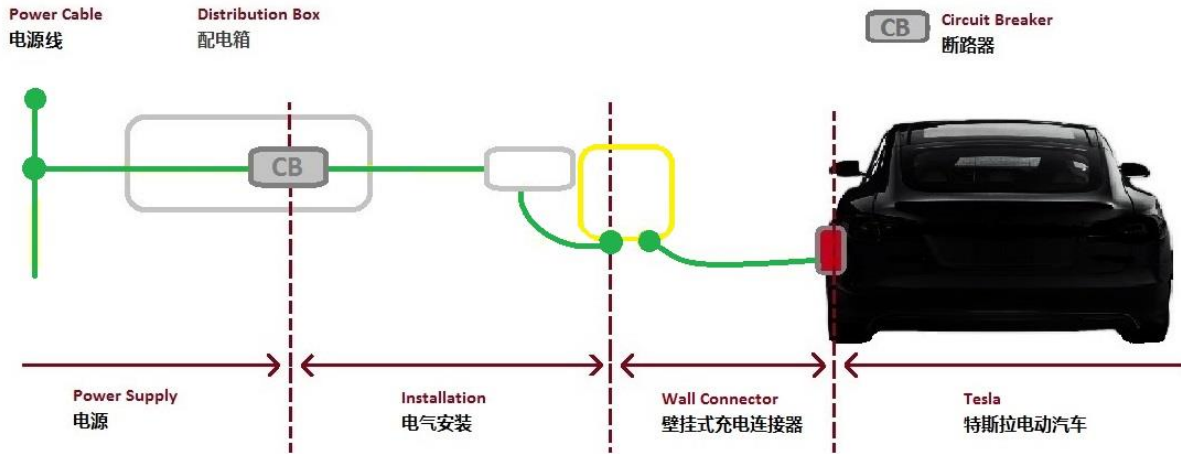 Power Cable
电源线
Distribution Box
配电箱
CB
Circuit Breaker
断路器
CB
Power Supply
电源
Installation
电气安装
Wall Connector
壁挂式充电连接器
Tesla
特斯拉电动汽车